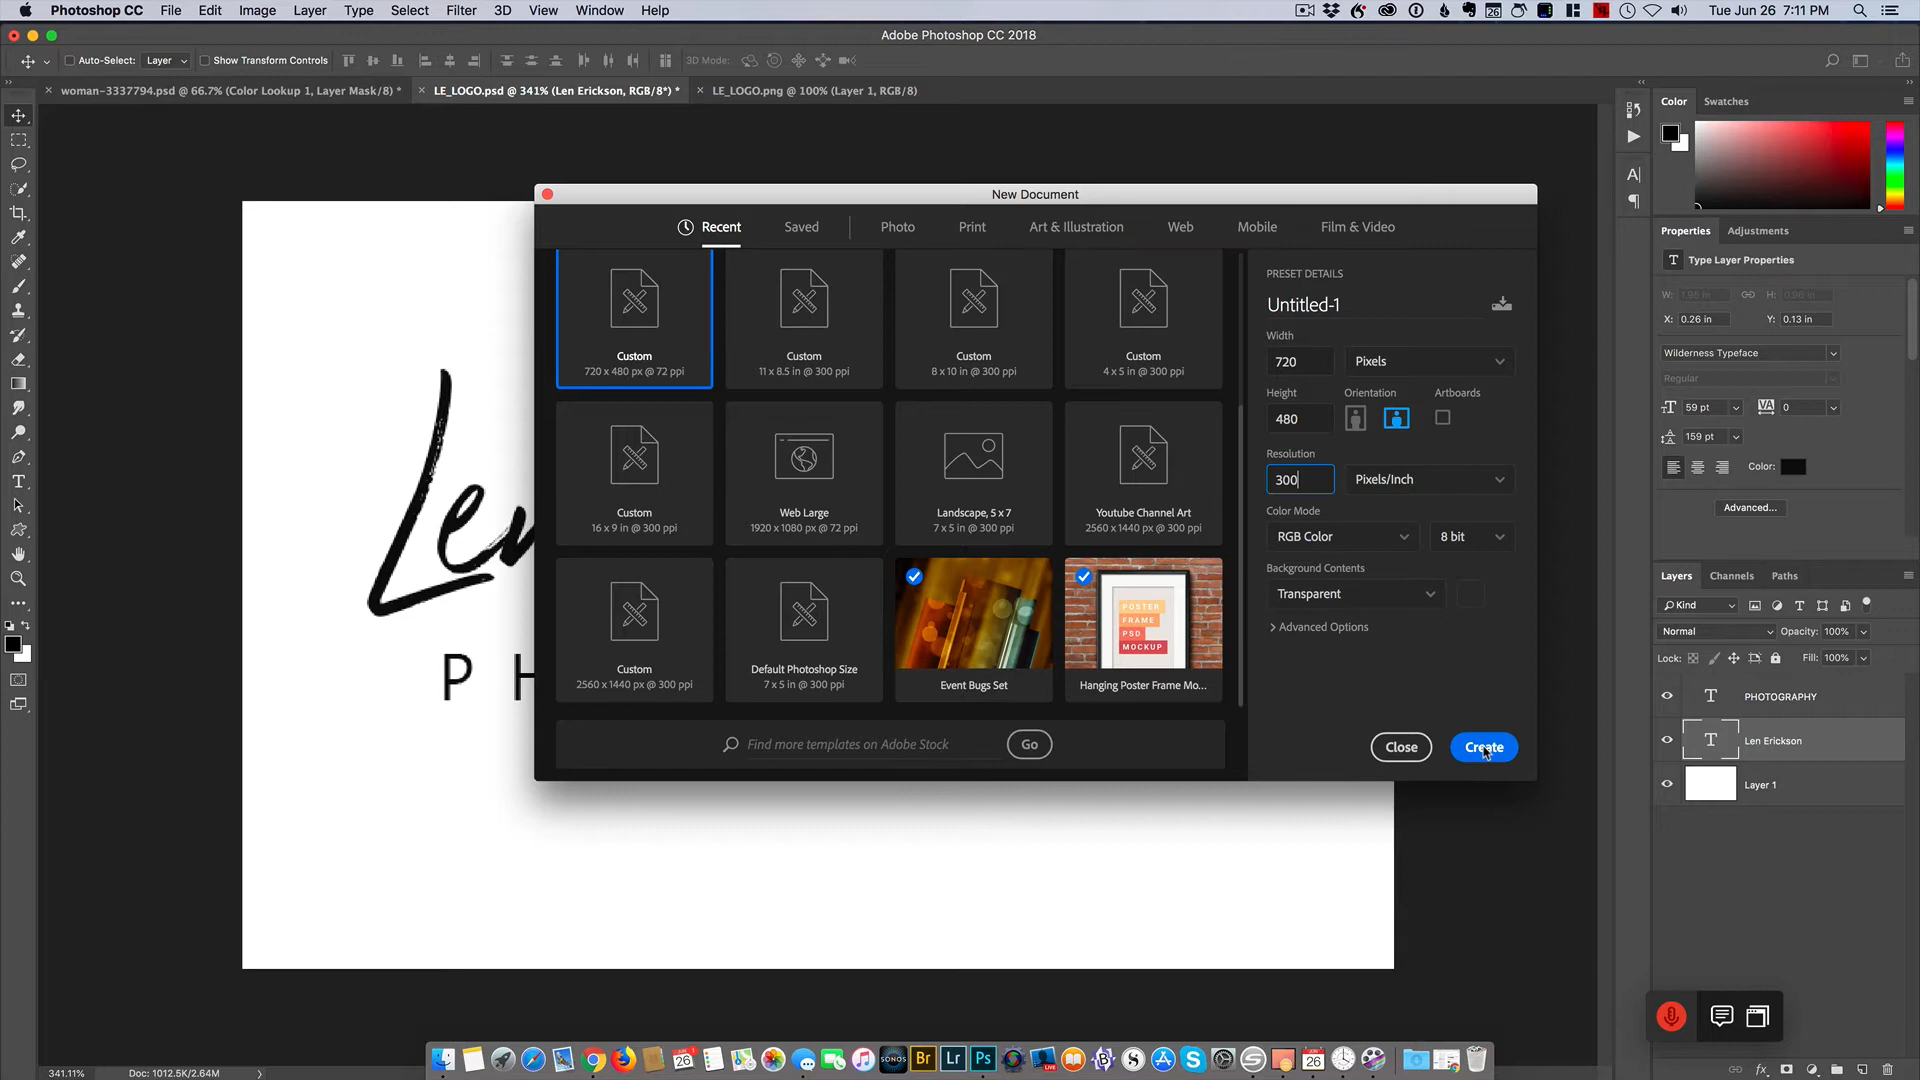 Photoshop CC File Edit Image Layer Type Select Filter 3D View Window Help Tue Jun 26 7:11 PM
Adobe Photoshop CC 2018
Auto-Select: Layer Show Transform Controls 3D Mode:
woman-3337794.psd @ 66.7% (Color Lookup 1, Layer Mask/8) * LE_LOGO.psd @ 341% (Len Erickson, RGB/8*) * LE_LOGO.png @ 100% (Layer 1, RGB/8)
New Document
Recent Saved Photo Print Art & Illustration Web Mobile Film & Video
Custom
720 x 480 px @ 72 ppi
Custom
11 x 8.5 in @ 300 ppi
Custom
8 x 10 in @ 300 ppi
Custom
4 x 5 in @ 300 ppi
Custom
16 x 9 in @ 300 ppi
Web Large
1920 x 1080 px @ 72 ppi
Landscape, 5 x 7
7 x 5 in @ 300 ppi
Youtube Channel Art
2560 x 1440 px @ 300 ppi
Custom
2560 x 1440 px @ 300 ppi
Default Photoshop Size
7 x 5 in @ 300 ppi
Event Bugs Set
POSTER
FRAME
PSD
MOCKUP
Hanging Poster Frame Mo...
Find more templates on Adobe Stock Go
PRESET DETAILS
Untitled-1
Width
720 Pixels
Height Orientation Artboards
480
Resolution
300 Pixels/Inch
Color Mode
RGB Color 8 bit
Background Contents
Transparent
Advanced Options
Close Create
Len
PH
Color Swatches
Properties Adjustments
T Type Layer Properties
W: 1.95 in H: 0.96 in
X: 0.26 in Y: 0.13 in
Wilderness Typeface
Regular
59 pt VA 0
159 pt
Color:
Advanced...
Layers Channels Paths
Kind
Normal Opacity: 100%
Lock: Fill: 100%
T PHOTOGRAPHY
T Len Erickson
Layer 1
341.11% Doc: 1012.5K/2.64M
SONOS Br Lr Ps